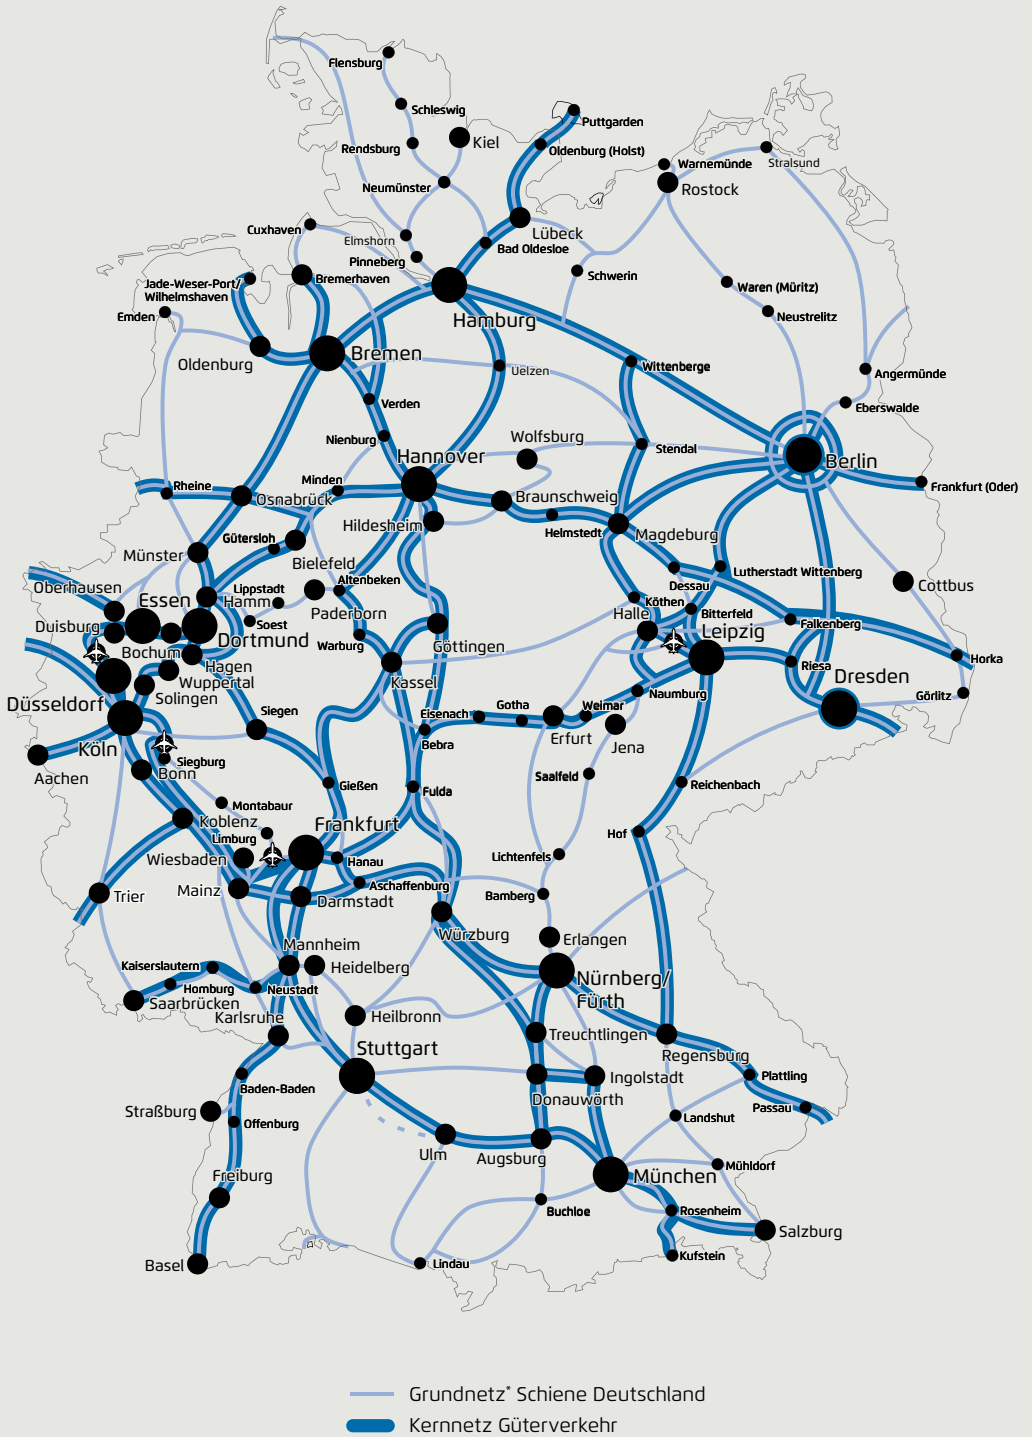 Flensburg
Schleswig
Puttgarden
Kiel
Rendsburg
Oldenburg (Holst)
Warnemünde
Stralsund
Neumünster
Rostock
Cuxhaven
Elmshorn
Lübeck
Bad Oldesloe
Pinneberg
Schwerin
Jade-Weser-Port/
Wilhelmshaven
Bremerhaven
Waren (Müritz)
Emden
Hamburg
Neustrelitz
Oldenburg
Bremen
Uelzen
Wittenberge
Angermünde
Verden
Eberswalde
Nienburg
Wolfsburg
Stendal
Hannover
Berlin
Rheine
Minden
Osnabrück
Braunschweig
Frankfurt (Oder)
Hildesheim
Helmstedt
Magdeburg
Gütersloh
Münster
Bielefeld
Lutherstadt Wittenberg
Oberhausen
Altenbeken
Dessau
Cottbus
Essen
Lippstadt
Hamm
Paderborn
Köthen
Bitterfeld
Halle
Duisburg
Soest
Falkenberg
Dortmund
Leipzig
Bochum
Warburg
Göttingen
Horka
Hagen
Riesa
Wuppertal
Kassel
Dresden
Solingen
Naumburg
Görlitz
Düsseldorf
Siegen
Eisenach
Gotha
Weimar
Köln
Erfurt
Jena
Bebra
Siegburg
Bonn
Aachen
Gießen
Fulda
Saalfeld
Reichenbach
Montabaur
Koblenz
Frankfurt
Hof
Limburg
Wiesbaden
Hanau
Lichtenfels
Mainz
Aschaffenburg
Trier
Darmstadt
Bamberg
Würzburg
Erlangen
Mannheim
Kaiserslautern
Heidelberg
Nürnberg/
Fürth
Homburg
Neustadt
Saarbrücken
Karlsruhe
Heilbronn
Treuchtlingen
Stuttgart
Regensburg
Ingolstadt
Plattling
Baden-Baden
Donauwörth
Straßburg
Passau
Offenburg
Landshut
Ulm
Augsburg
Mühldorf
Freiburg
München
Buchloe
Rosenheim
Salzburg
Kufstein
Basel
Lindau
Grundnetz* Schiene Deutschland
Kernnetz Güterverkehr